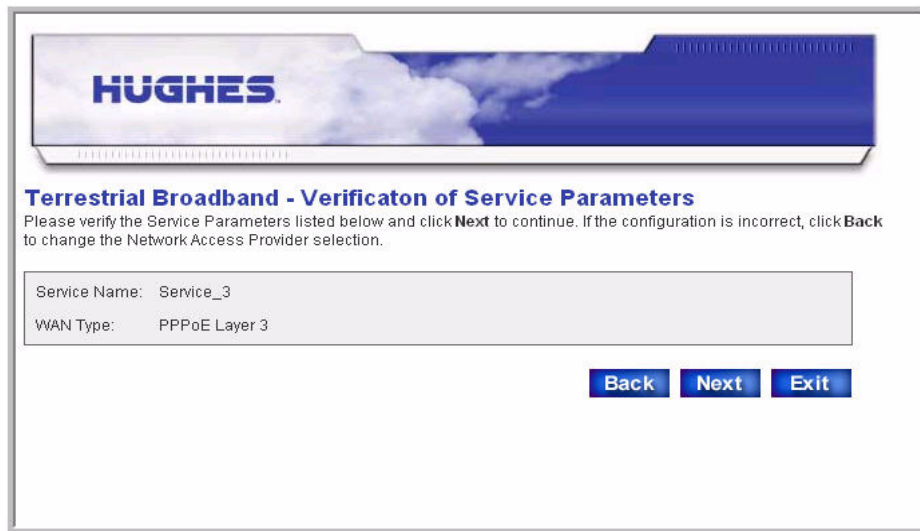 HUGHES
Terrestrial Broadband - Verificaton of Service Parameters
Please verify the Service Parameters listed below and click Next to continue. If the configuration is incorrect, click Back
to change the Network Access Provider selection.
Service Name: Service_3
WAN Type: PPPoE Layer 3
Back Next Exit